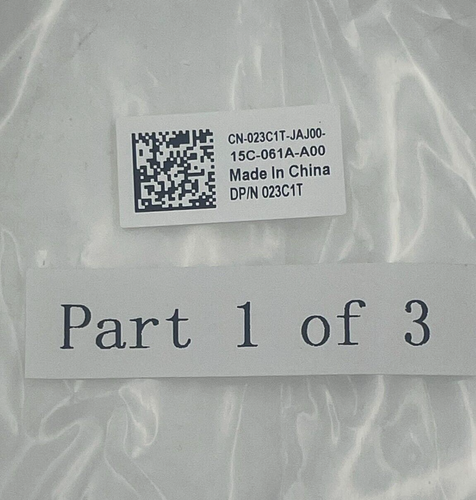 CN-023C1T-JAJ00-
15C-061A-A00
Made In China
DP/N 023C1T
Part 1 of 3